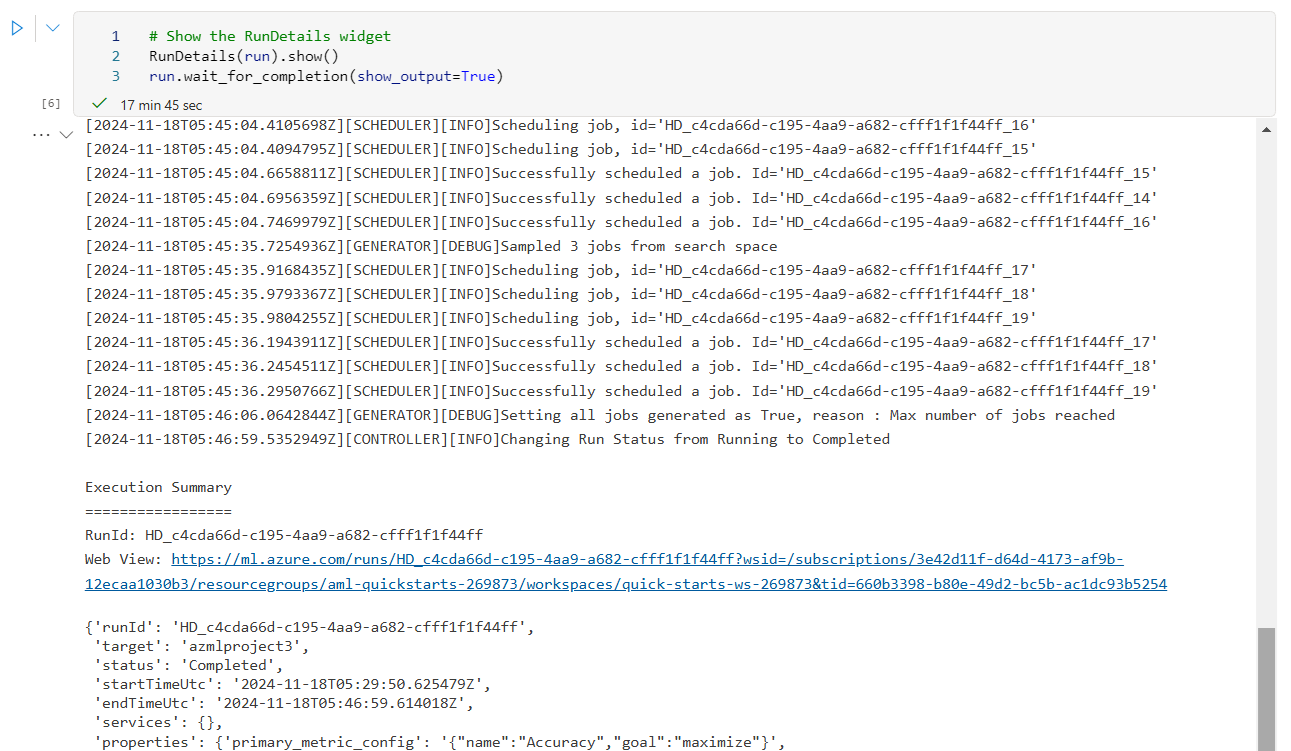 1 # Show the RunDetails widget
2 RunDetails(run).show()
3 run.wait_for_completion(show_output=True)
[6] 17 min 45 sec
[2024-11-18T05:45:04.4105698Z][SCHEDULER][INFO]Scheduling job, id='HD_c4cda66d-c195-4aa9-a682-cfff1f1f44ff_16'
[2024-11-18T05:45:04.4094795Z][SCHEDULER][INFO]Scheduling job, id='HD_c4cda66d-c195-4aa9-a682-cfff1f1f44ff_15'
[2024-11-18T05:45:04.6658811Z][SCHEDULER][INFO]Successfully scheduled a job. Id='HD_c4cda66d-c195-4aa9-a682-cfff1f1f44ff_15'
[2024-11-18T05:45:04.6956359Z][SCHEDULER][INFO]Successfully scheduled a job. Id='HD_c4cda66d-c195-4aa9-a682-cfff1f1f44ff_14'
[2024-11-18T05:45:04.7469979Z][SCHEDULER][INFO]Successfully scheduled a job. Id='HD_c4cda66d-c195-4aa9-a682-cfff1f1f44ff_16'
[2024-11-18T05:45:35.7254936Z][GENERATOR][DEBUG]Sampled 3 jobs from search space
[2024-11-18T05:45:35.9168435Z][SCHEDULER][INFO]Scheduling job, id='HD_c4cda66d-c195-4aa9-a682-cfff1f1f44ff_17'
[2024-11-18T05:45:35.9793367Z][SCHEDULER][INFO]Scheduling job, id='HD_c4cda66d-c195-4aa9-a682-cfff1f1f44ff_18'
[2024-11-18T05:45:35.9804255Z][SCHEDULER][INFO]Scheduling job, id='HD_c4cda66d-c195-4aa9-a682-cfff1f1f44ff_19'
[2024-11-18T05:45:36.1943911Z][SCHEDULER][INFO]Successfully scheduled a job. Id='HD_c4cda66d-c195-4aa9-a682-cfff1f1f44ff_17'
[2024-11-18T05:45:36.2454511Z][SCHEDULER][INFO]Successfully scheduled a job. Id='HD_c4cda66d-c195-4aa9-a682-cfff1f1f44ff_18'
[2024-11-18T05:45:36.2950766Z][SCHEDULER][INFO]Successfully scheduled a job. Id='HD_c4cda66d-c195-4aa9-a682-cfff1f1f44ff_19'
[2024-11-18T05:46:06.0642844Z][GENERATOR][DEBUG]Setting all jobs generated as True, reason : Max number of jobs reached
[2024-11-18T05:46:59.5352949Z][CONTROLLER][INFO]Changing Run Status from Running to Completed
Execution Summary
=================
RunId: HD_c4cda66d-c195-4aa9-a682-cfff1f1f44ff
Web View: https://ml.azure.com/runs/HD_c4cda66d-c195-4aa9-a682-cfff1f1f44ff?wsid=/subscriptions/3e42d11f-d64d-4173-af9b-
12ecaa1030b3/resourcegroups/aml-quickstarts-269873/workspaces/quick-starts-ws-269873&tid=660b3398-b80e-49d2-bc5b-ac1dc93b5254
{'runId': 'HD_c4cda66d-c195-4aa9-a682-cfff1f1f44ff',
'target': 'azmlproject3',
'status': 'Completed',
'startTimeUtc': '2024-11-18T05:29:50.625479Z',
'endTimeUtc': '2024-11-18T05:46:59.614018Z',
'services': {},
'properties': {'primary_metric_config': '{"name":"Accuracy","goal":"maximize"}',